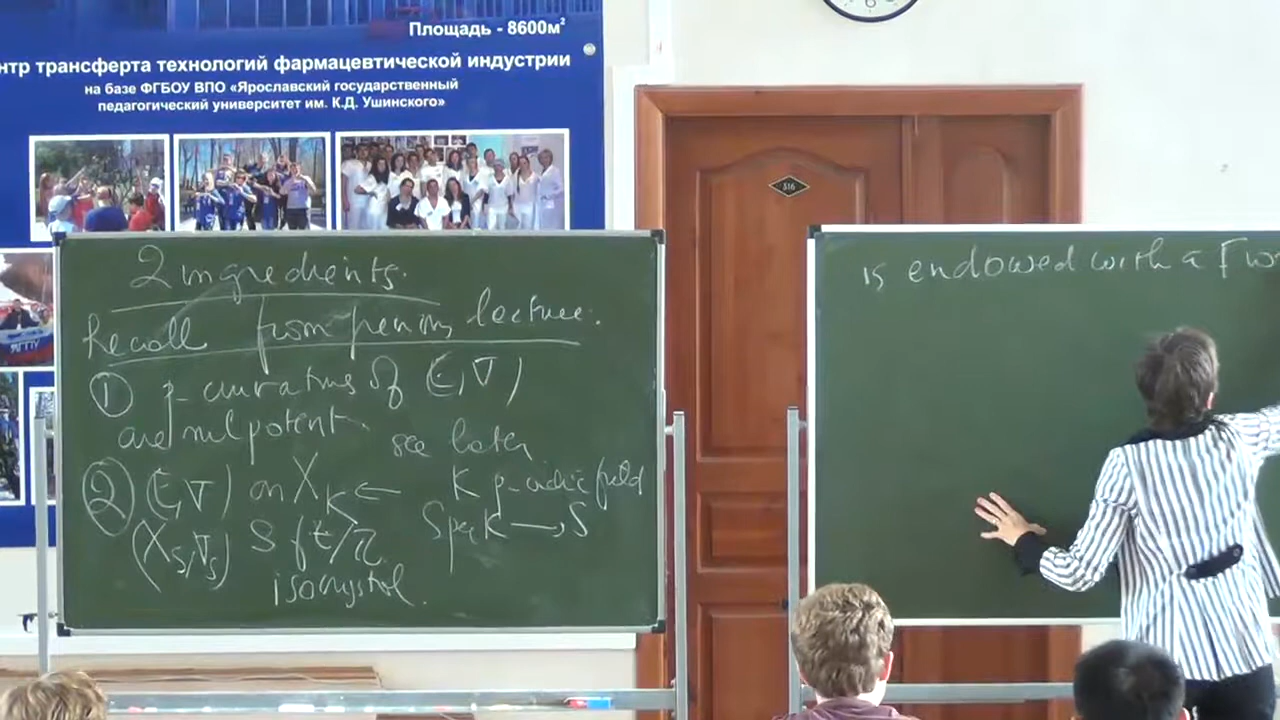 Площадь - 8600м²
нтр трансферта технологий фармацевтической индустрии
на базе ФГБОУ ВПО «Ярославский государственный
педагогический университет им. К.Д. Ушинского»
316
2 ingredients.
Recall from previous lecture:
① p-curvatures of (E,∇)
are nilpotent see later
② (E,∇) on X_K ← K p-adic field
(X_S,∇_S) S ft/ℤ Spec K → S
isocrystal.
is endowed with a F
ЯГПУ